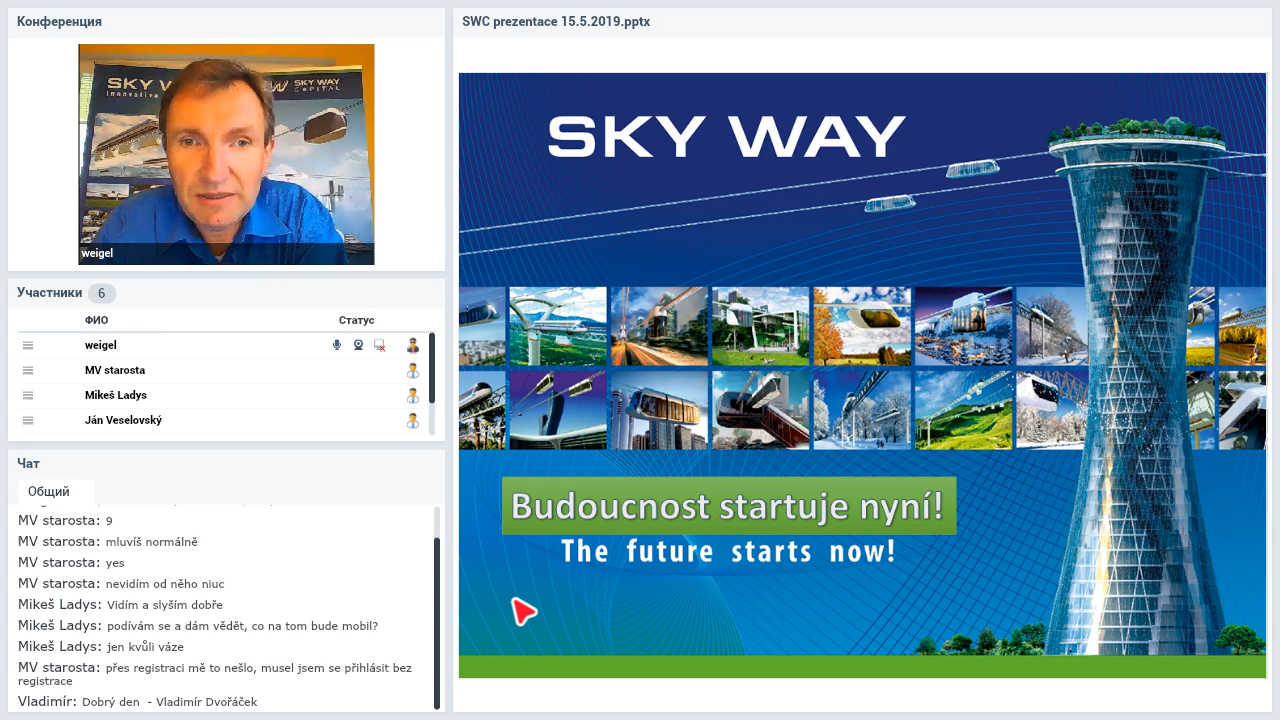 Конференция
SKY W
Innovative
W
SKY WAY
CAPITAL
weigel
Участники 6
ФИО Статус
weigel
MV starosta
Mikeš Ladys
Ján Veselovský
Чат
Общий
MV starosta: 9
MV starosta: mluvíš normálně
MV starosta: yes
MV starosta: nevidím od něho niuc
Mikeš Ladys: Vidím a slyším dobře
Mikeš Ladys: podívám se a dám vědět, co na tom bude mobil?
Mikeš Ladys: jen kvůli váze
MV starosta: přes registraci mě to nešlo, musel jsem se přihlásit bez
registrace
Vladimír: Dobrý den - Vladimír Dvořáček
SWC prezentace 15.5.2019.pptx
SKY WAY
Budoucnost startuje nyní!
The future starts now!